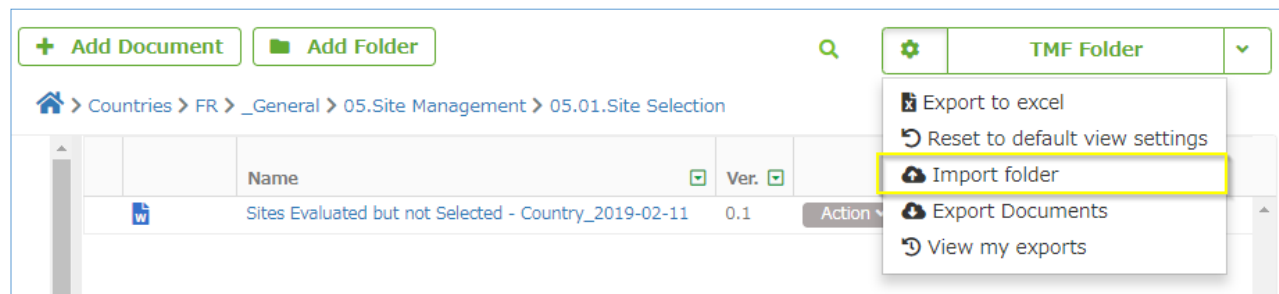 Add Document
Add Folder
TMF Folder
Countries > FR > _General > 05.Site Management > 05.01.Site Selection
Export to excel
Reset to default view settings
Import folder
Export Documents
View my exports
Name
Ver.
Sites Evaluated but not Selected - Country_2019-02-11
0.1
Action